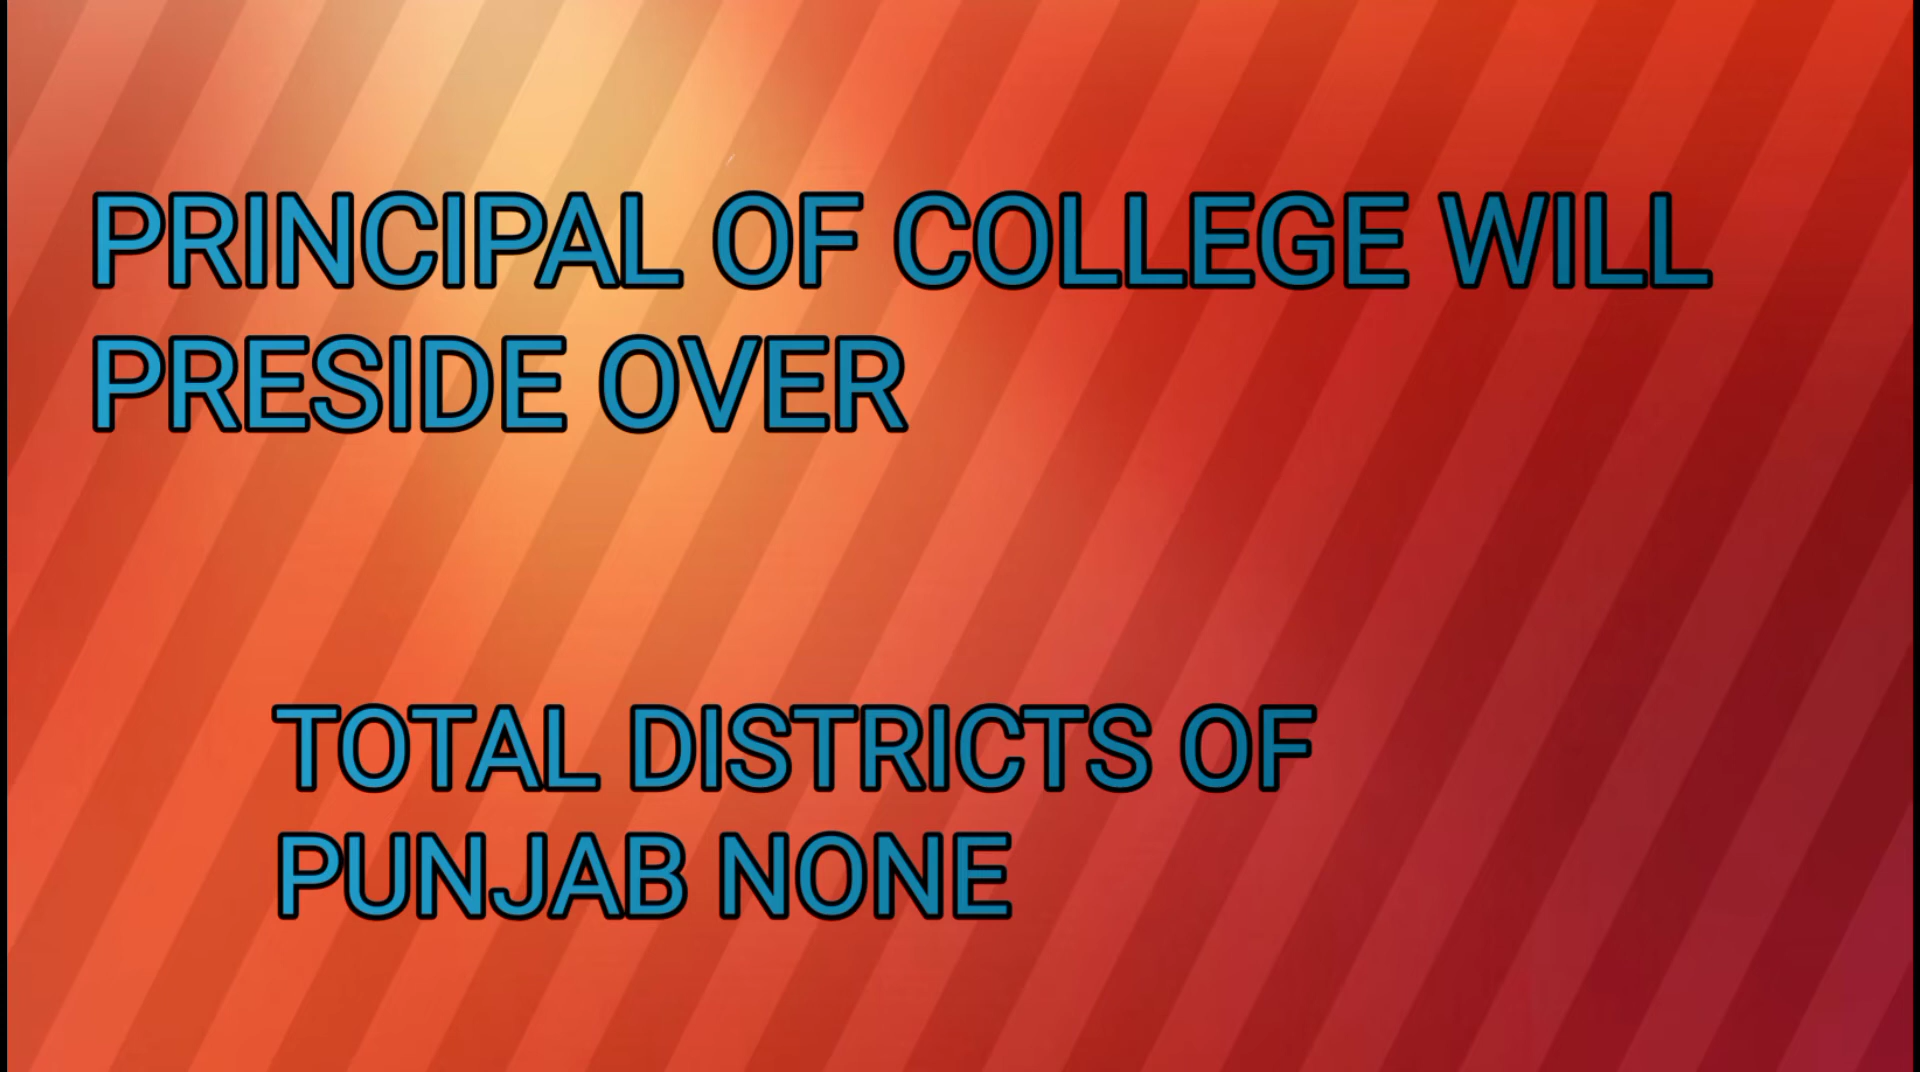 PRINCIPAL OF COLLEGE WILL
PRESIDE OVER
TOTAL DISTRICTS OF
PUNJAB NONE